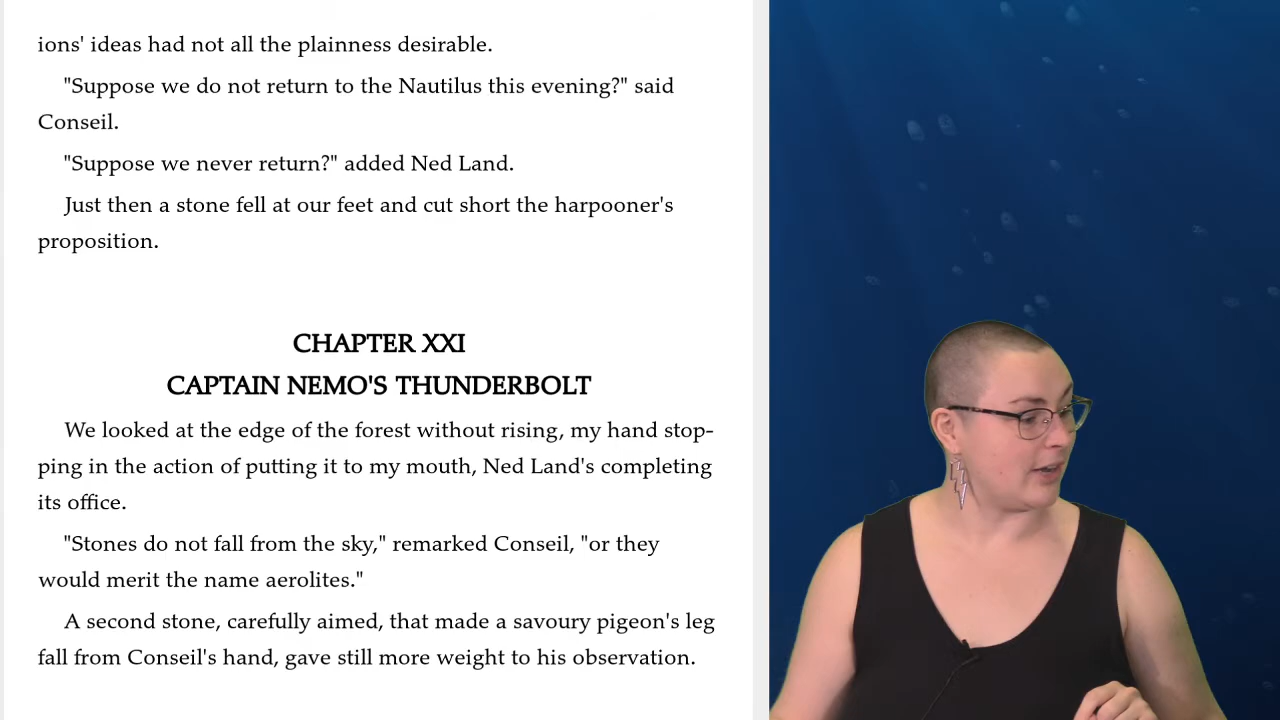 ions' ideas had not all the plainness desirable.
"Suppose we do not return to the Nautilus this evening?" said
Conseil.
"Suppose we never return?" added Ned Land.
Just then a stone fell at our feet and cut short the harpooner's
proposition.
CHAPTER XXI
CAPTAIN NEMO'S THUNDERBOLT
We looked at the edge of the forest without rising, my hand stop-
ping in the action of putting it to my mouth, Ned Land's completing
its office.
"Stones do not fall from the sky," remarked Conseil, "or they
would merit the name aerolites."
A second stone, carefully aimed, that made a savoury pigeon's leg
fall from Conseil's hand, gave still more weight to his observation.